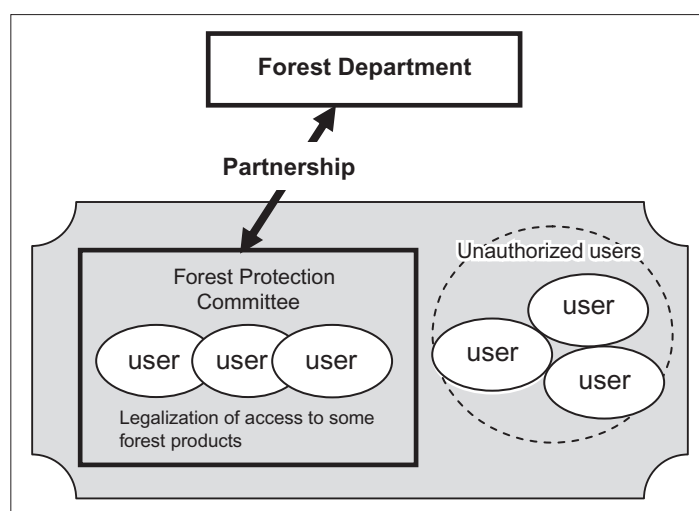 Forest Department
Partnership
Forest Protection
Committee
user user user
Legalization of access to some
forest products
Unauthorized users
user
user
user